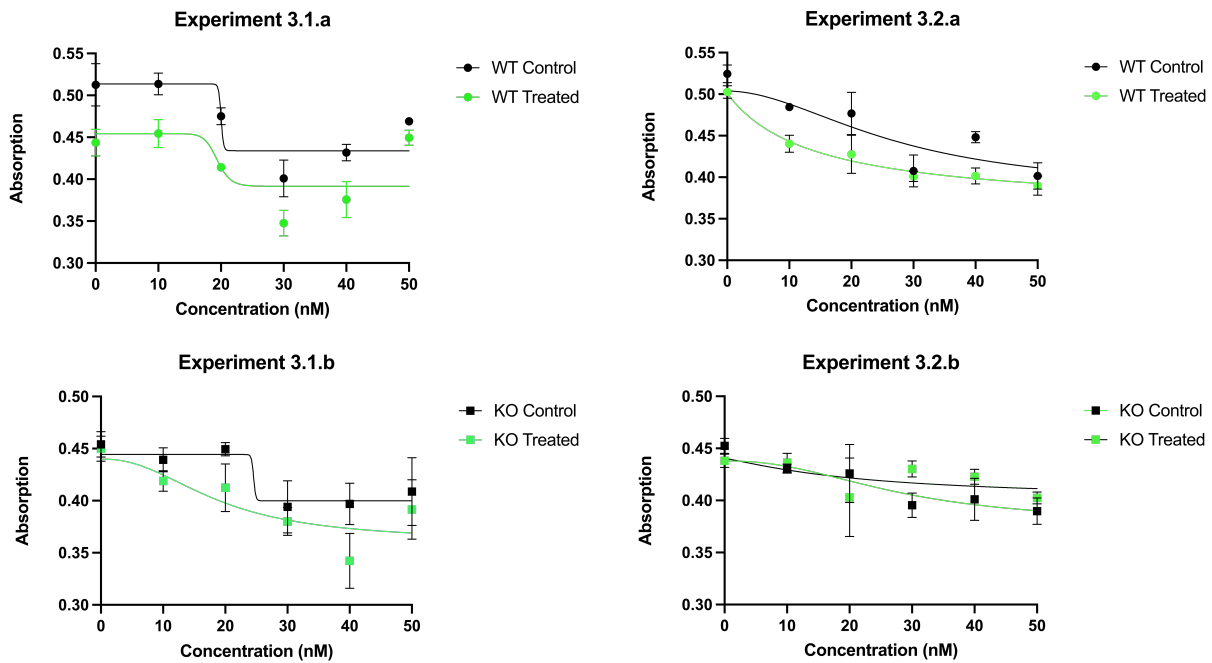 Experiment 3.1.a
0.55
0.50
0.45
0.40
0.35
0.30
Absorption
0 10 20 30 40 50
Concentration (nM)
WT Control
WT Treated
Experiment 3.2.a
0.55
0.50
0.45
0.40
0.35
0.30
Absorption
0 10 20 30 40 50
Concentration (nM)
WT Control
WT Treated
Experiment 3.1.b
0.50
0.45
0.40
0.35
0.30
Absorption
0 10 20 30 40 50
Concentration (nM)
KO Control
KO Treated
Experiment 3.2.b
0.50
0.45
0.40
0.35
0.30
Absorption
0 10 20 30 40 50
Concentration (nM)
KO Control
KO Treated